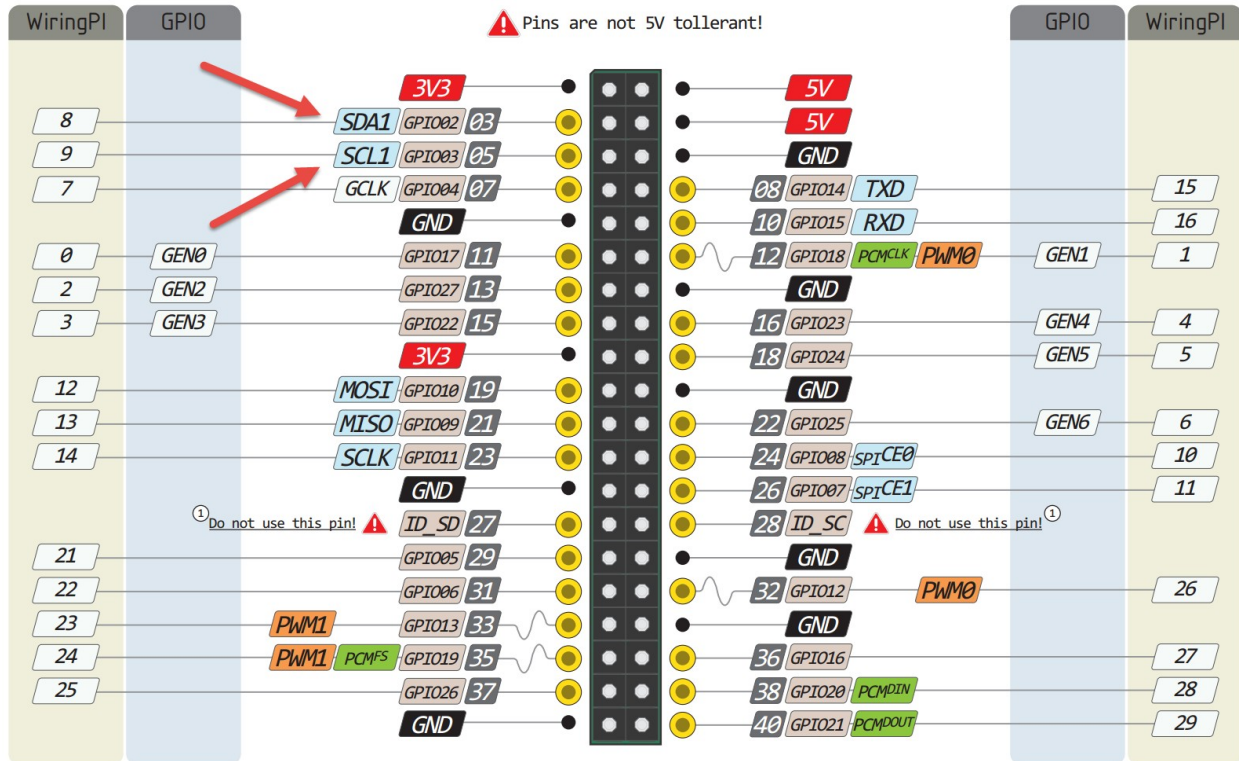 WiringPI GPIO Pins are not 5V tollerant! GPIO WiringPI
3V3 5V
8 SDA1 GPIO02 03 5V
9 SCL1 GPIO03 05 GND
7 GCLK GPIO04 07 08 GPIO14 TXD 15
GND 10 GPIO15 RXD 16
0 GEN0 GPIO17 11 12 GPIO18 PCMCLK PWM0 GEN1 1
2 GEN2 GPIO27 13 GND
3 GEN3 GPIO22 15 16 GPIO23 GEN4 4
3V3 18 GPIO24 GEN5 5
12 MOSI GPIO10 19 GND
13 MISO GPIO09 21 22 GPIO25 GEN6 6
14 SCLK GPIO11 23 24 GPIO08 SPICE0 10
GND 26 GPIO07 SPICE1 11
1 Do not use this pin! ID_SD 27 28 ID_SC Do not use this pin! 1
21 GPIO05 29 GND
22 GPIO06 31 32 GPIO12 PWM0 26
23 PWM1 GPIO13 33 GND
24 PWM1 PCMFS GPIO19 35 36 GPIO16 27
25 GPIO26 37 38 GPIO20 PCMDIN 28
GND 40 GPIO21 PCMDOUT 29